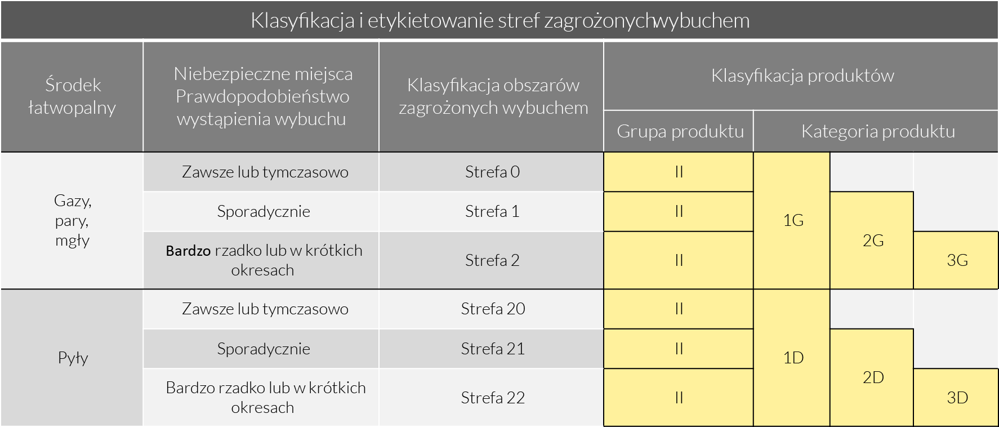 Klasyfikacja i etykietowanie stref zagrożonychwybuchem
Środek
łatwopalny
Niebezpieczne miejsca
Prawdopodobieństwo
wystąpienia wybuchu
Klasyfikacja obszarów
zagrożonych wybuchem
Klasyfikacja produktów
Grupa produktu
Kategoria produktu
Gazy,
pary,
mgły
Zawsze lub tymczasowo
Strefa 0
II
Sporadycznie
Strefa 1
II
Bardzo rzadko lub w krótkich
okresach
Strefa 2
II
1G
2G
3G
Pyły
Zawsze lub tymczasowo
Strefa 20
II
Sporadycznie
Strefa 21
II
Bardzo rzadko lub w krótkich
okresach
Strefa 22
II
1D
2D
3D